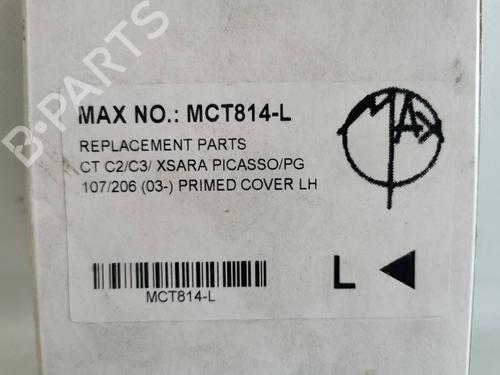 B-PARTS
MAX NO.: MCT814-L
REPLACEMENT PARTS
CT C2/C3/ XSARA PICASSO/PG
107/206 (03-) PRIMED COVER LH
MAX
L
MCT814-L